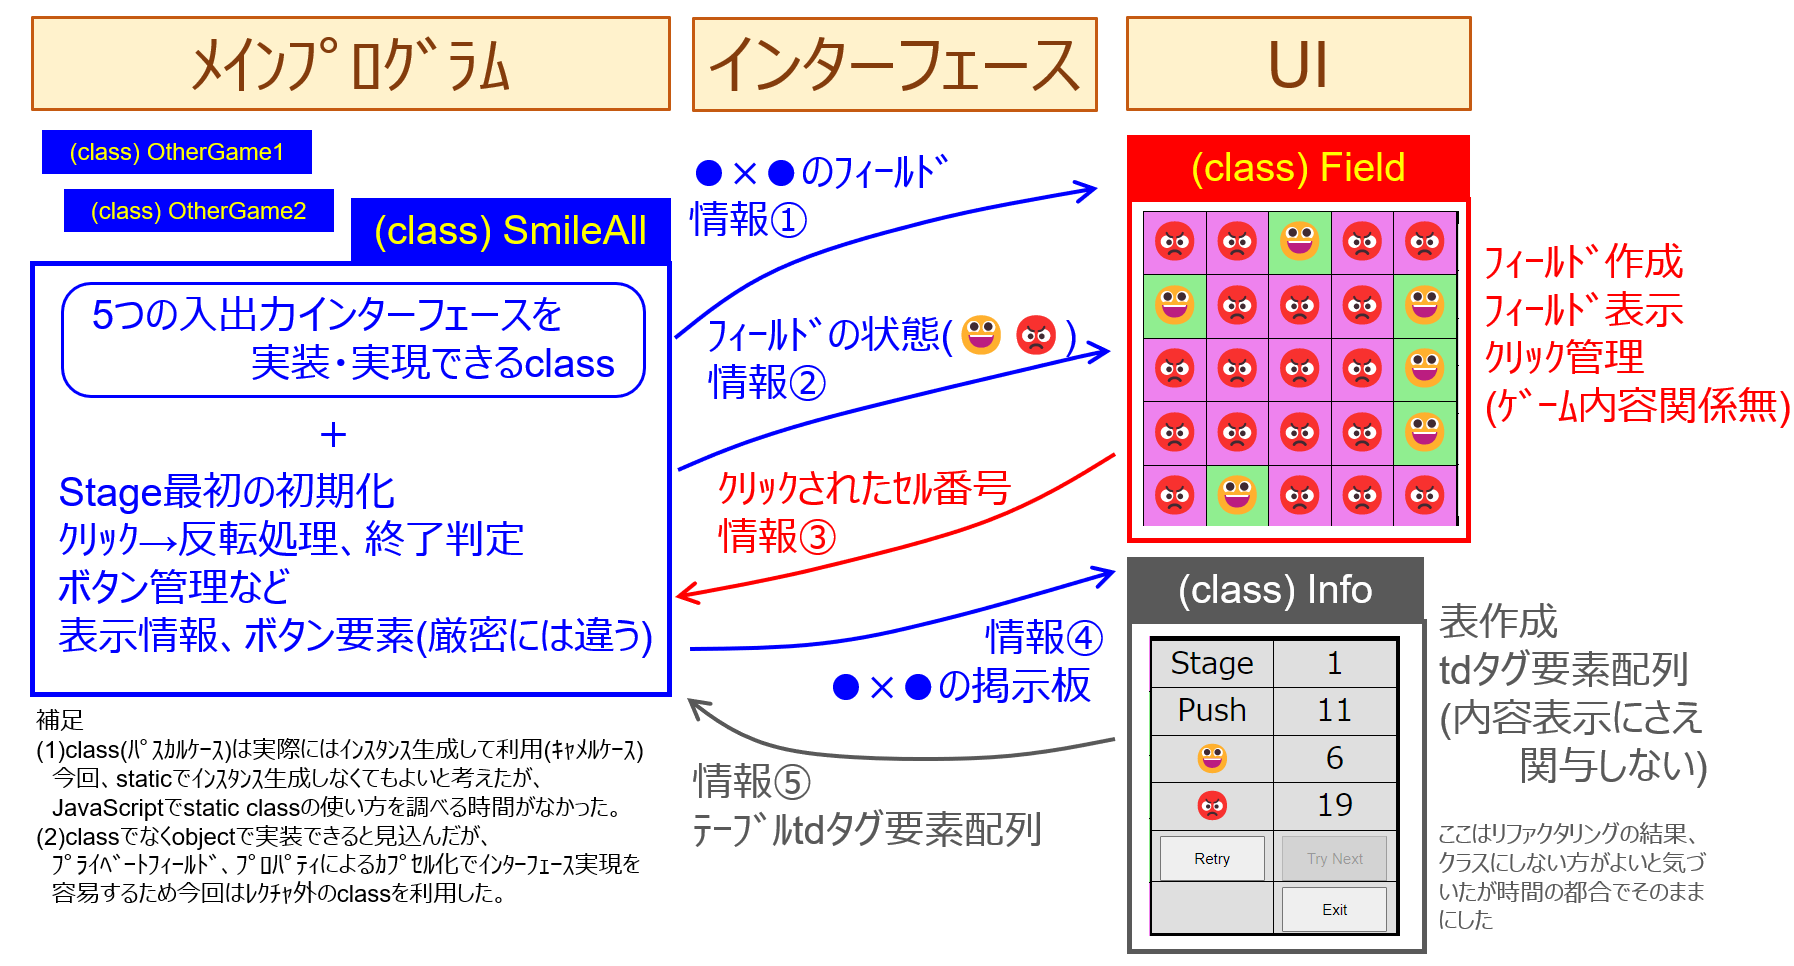 ﾒｲﾝﾌﾟﾛｸﾞﾗﾑ
インターフェース
UI
(class) OtherGame1
(class) OtherGame2
(class) SmileAll
5つの入出力インターフェースを
実装・実現できるclass
＋
Stage最初の初期化
ｸﾘｯｸ→反転処理、終了判定
ボタン管理など
表示情報、ボタン要素(厳密には違う)
補足
(1)class(ﾊﾟｽｶﾙケース)は実際にはｲﾝｽﾀﾝｽ生成して利用(ｷｬﾒﾙケース)
今回、staticでｲﾝｽﾀﾝｽ生成しなくてもよいと考えたが、
JavaScriptでstatic classの使い方を調べる時間がなかった。
(2)classでなくobjectで実装できると見込んだが、
ﾌﾟﾗｲﾍﾞｰﾄﾌｨｰﾙﾄﾞ、ﾌﾟﾛﾊﾟﾃｨによるｶﾌﾟｾﾙ化でインターフェース実現を
容易するため今回はﾚｸﾁｬ外のclassを利用した。
●×●のﾌｨｰﾙﾄﾞ
情報①
ﾌｨｰﾙﾄﾞの状態(😀 😡)
情報②
ｸﾘｯｸされたｾﾙ番号
情報③
情報④
●×●の掲示板
情報⑤
ﾃｰﾌﾞﾙtdタグ要素配列
(class) Field
ﾌｨｰﾙﾄﾞ作成
ﾌｨｰﾙﾄﾞ表示
ｸﾘｯｸ管理
(ｹﾞｰﾑ内容関係無)
(class) Info
Stage 1
Push 11
6
19
Retry Try Next
Exit
表作成
tdタグ要素配列
(内容表示にさえ
関与しない)
ここはリファクタリングの結果、
クラスにしない方がよいと気づ
いたが時間の都合でそのまま
にした